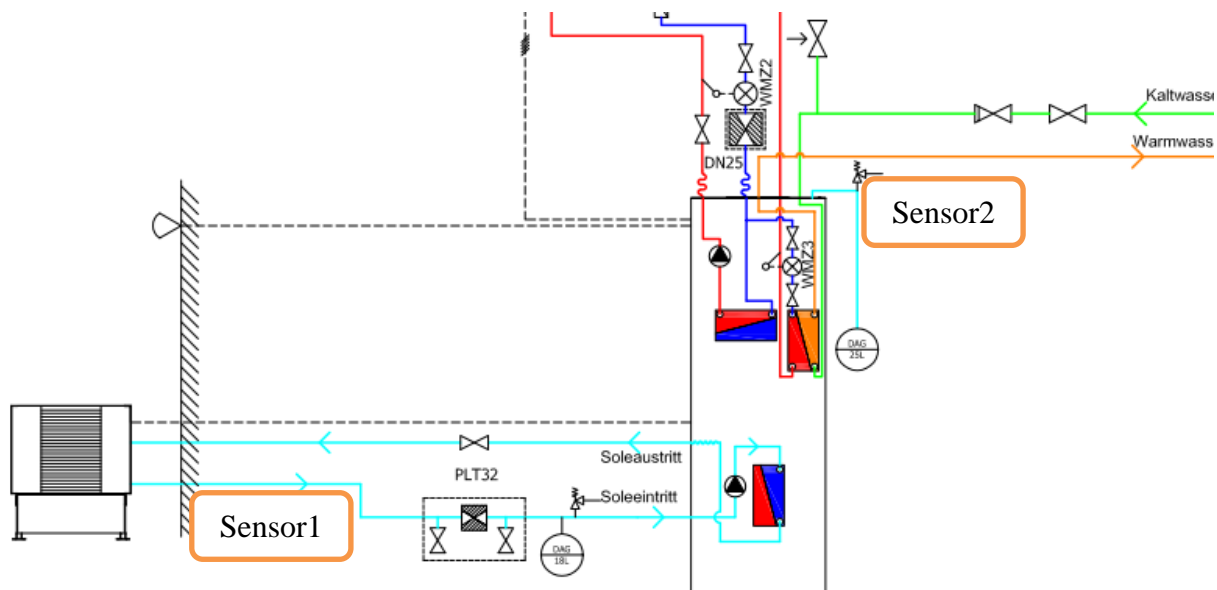 WMZ2
Kaltwasse
Warmwass
DN25
Sensor2
WMZ3
DAG
25L
Soleaustritt
PLT32
Soleeintritt
Sensor1
DAG
18L